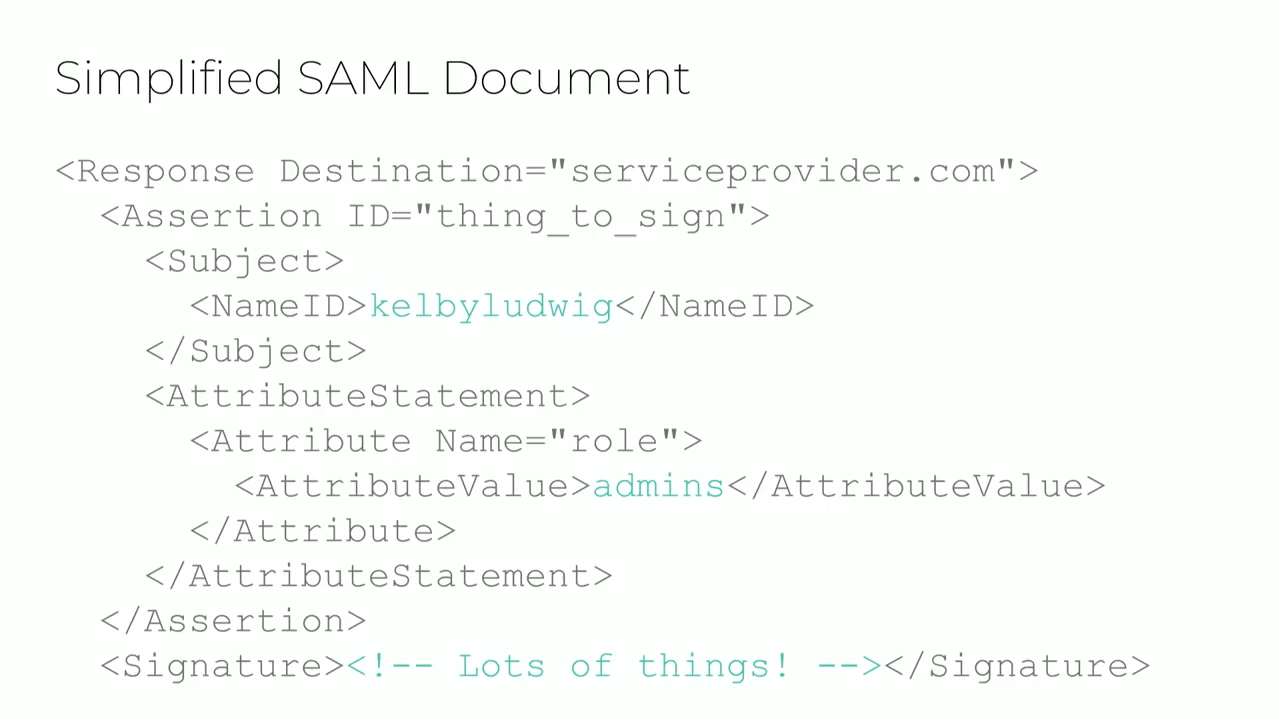 Simplified SAML Document
<Response Destination="serviceprovider.com">
<Assertion ID="thing_to_sign">
<Subject>
<NameID>kelbyludwig</NameID>
</Subject>
<AttributeStatement>
<Attribute Name="role">
<AttributeValue>admins</AttributeValue>
</Attribute>
</AttributeStatement>
</Assertion>
<Signature><!-- Lots of things! --></Signature>